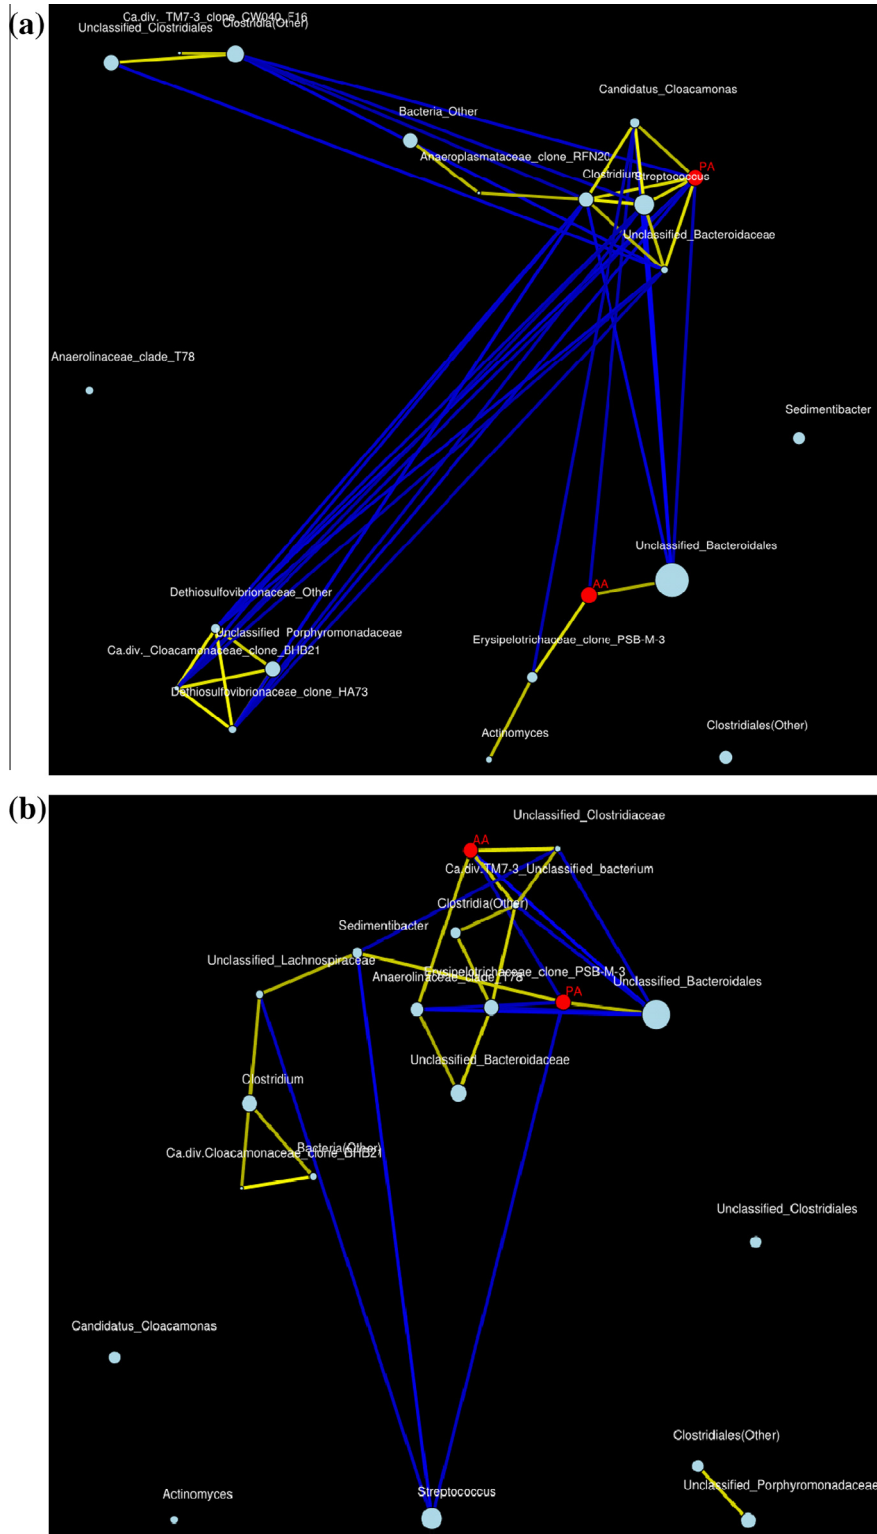 (a)
Ca.div._TM7-3_clone_CW040_F16
Unclassified_Clostridiales
Clostridia(Other)
Candidatus_Cloacamonas
Bacteria_Other
Anaeroplasmataceae_clone_RFN20
PA
Clostridium
Streptococcus
Unclassified_Bacteroidaceae
Anaerolinaceae_clade_T78
Sedimentibacter
Unclassified_Bacteroidales
AA
Dethiosulfovibrionaceae_Other
Unclassified_Porphyromonadaceae
Ca.div._Cloacamonaceae_clone_BHB21
Erysipelotrichaceae_clone_PSB-M-3
Dethiosulfovibrionaceae_clone_HA73
Actinomyces
Clostridiales(Other)
(b)
Unclassified_Clostridiaceae
AA
Ca.div.TM7-3_Unclassified_bacterium
Clostridia(Other)
Sedimentibacter
Unclassified_Lachnospiraceae
Erysipelotrichaceae_clone_PSB-M-3
Anaerolinaceae_clade_T78
Unclassified_Bacteroidales
PA
Unclassified_Bacteroidaceae
Clostridium
Bacteria(Other)
Ca.div.Cloacamonaceae_clone_BHB21
Unclassified_Clostridiales
Candidatus_Cloacamonas
Clostridiales(Other)
Unclassified_Porphyromonadaceae
Actinomyces
Streptococcus